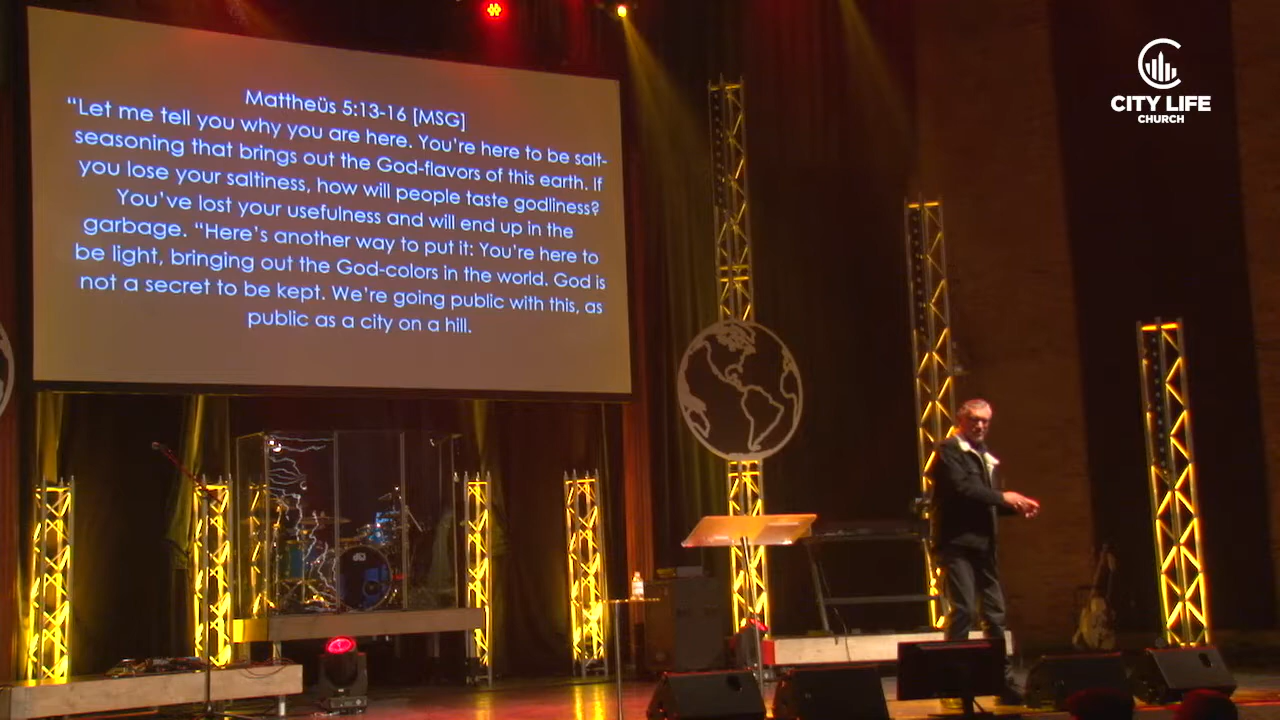 Mattheüs 5:13-16 [MSG]
“Let me tell you why you are here. You’re here to be salt-
seasoning that brings out the God-flavors of this earth. If
you lose your saltiness, how will people taste godliness?
You’ve lost your usefulness and will end up in the
garbage. “Here’s another way to put it: You’re here to
be light, bringing out the God-colors in the world. God is
not a secret to be kept. We’re going public with this, as
public as a city on a hill.
CITY LIFE
CHURCH